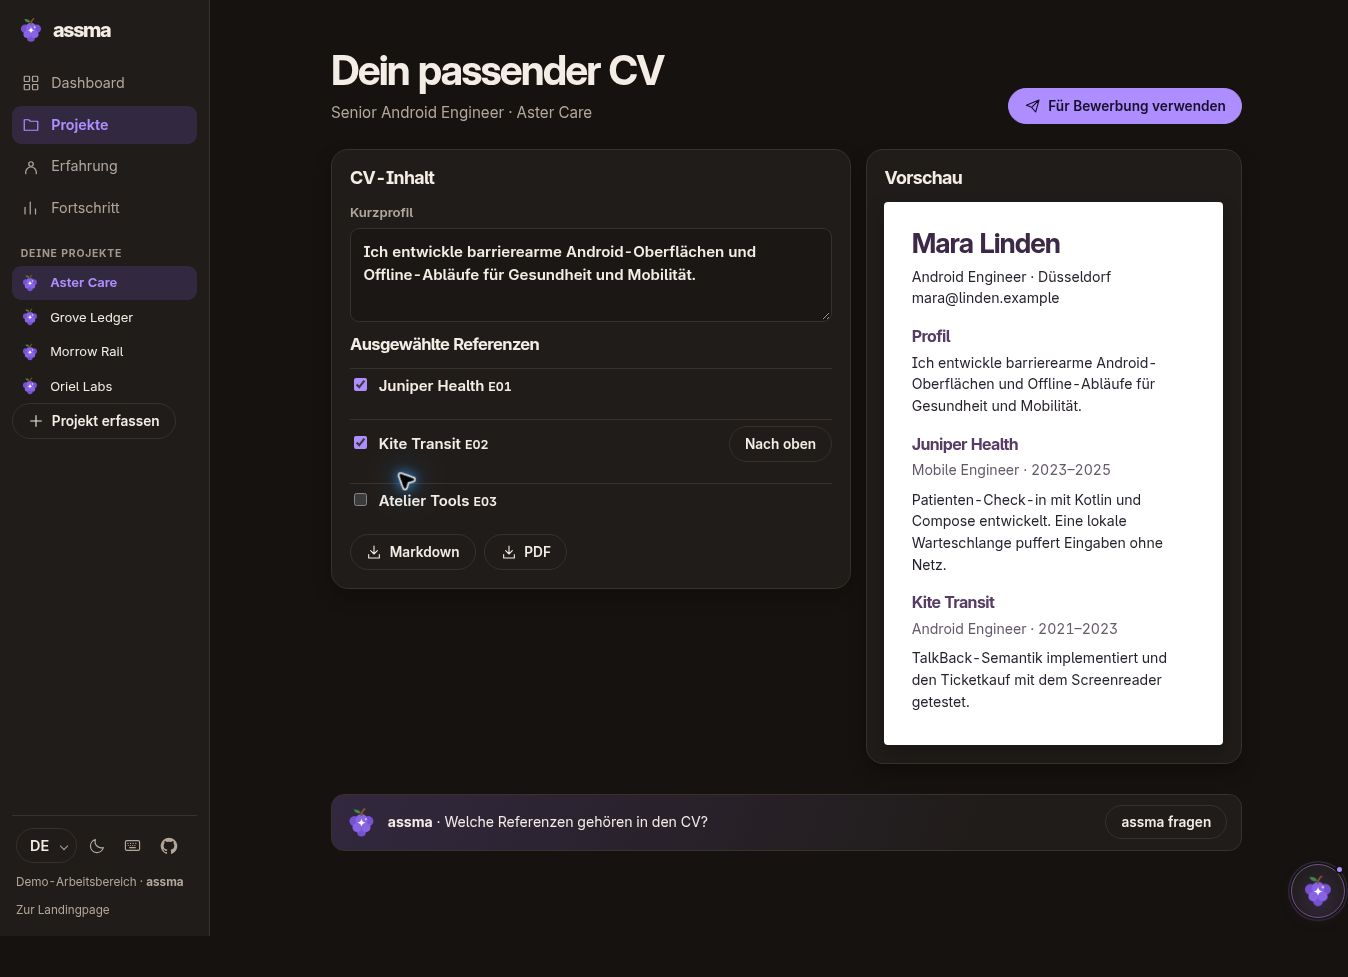 assma
Dashboard
Projekte
Erfahrung
Fortschritt
DEINE PROJEKTE
Aster Care
Grove Ledger
Morrow Rail
Oriel Labs
Projekt erfassen
DE
Demo-Arbeitsbereich · assma
Zur Landingpage
Dein passender CV
Senior Android Engineer · Aster Care
Für Bewerbung verwenden
CV-Inhalt
Kurzprofil
Ich entwickle barrierearme Android-Oberflächen und
Offline-Abläufe für Gesundheit und Mobilität.
Ausgewählte Referenzen
Juniper Health E01
Kite Transit E02
Nach oben
Atelier Tools E03
Markdown
PDF
Vorschau
Mara Linden
Android Engineer · Düsseldorf
mara@linden.example
Profil
Ich entwickle barrierearme Android-
Oberflächen und Offline-Abläufe für
Gesundheit und Mobilität.
Juniper Health
Mobile Engineer · 2023–2025
Patienten-Check-in mit Kotlin und
Compose entwickelt. Eine lokale
Warteschlange puffert Eingaben ohne
Netz.
Kite Transit
Android Engineer · 2021–2023
TalkBack-Semantik implementiert und
den Ticketkauf mit dem Screenreader
getestet.
assma · Welche Referenzen gehören in den CV?
assma fragen